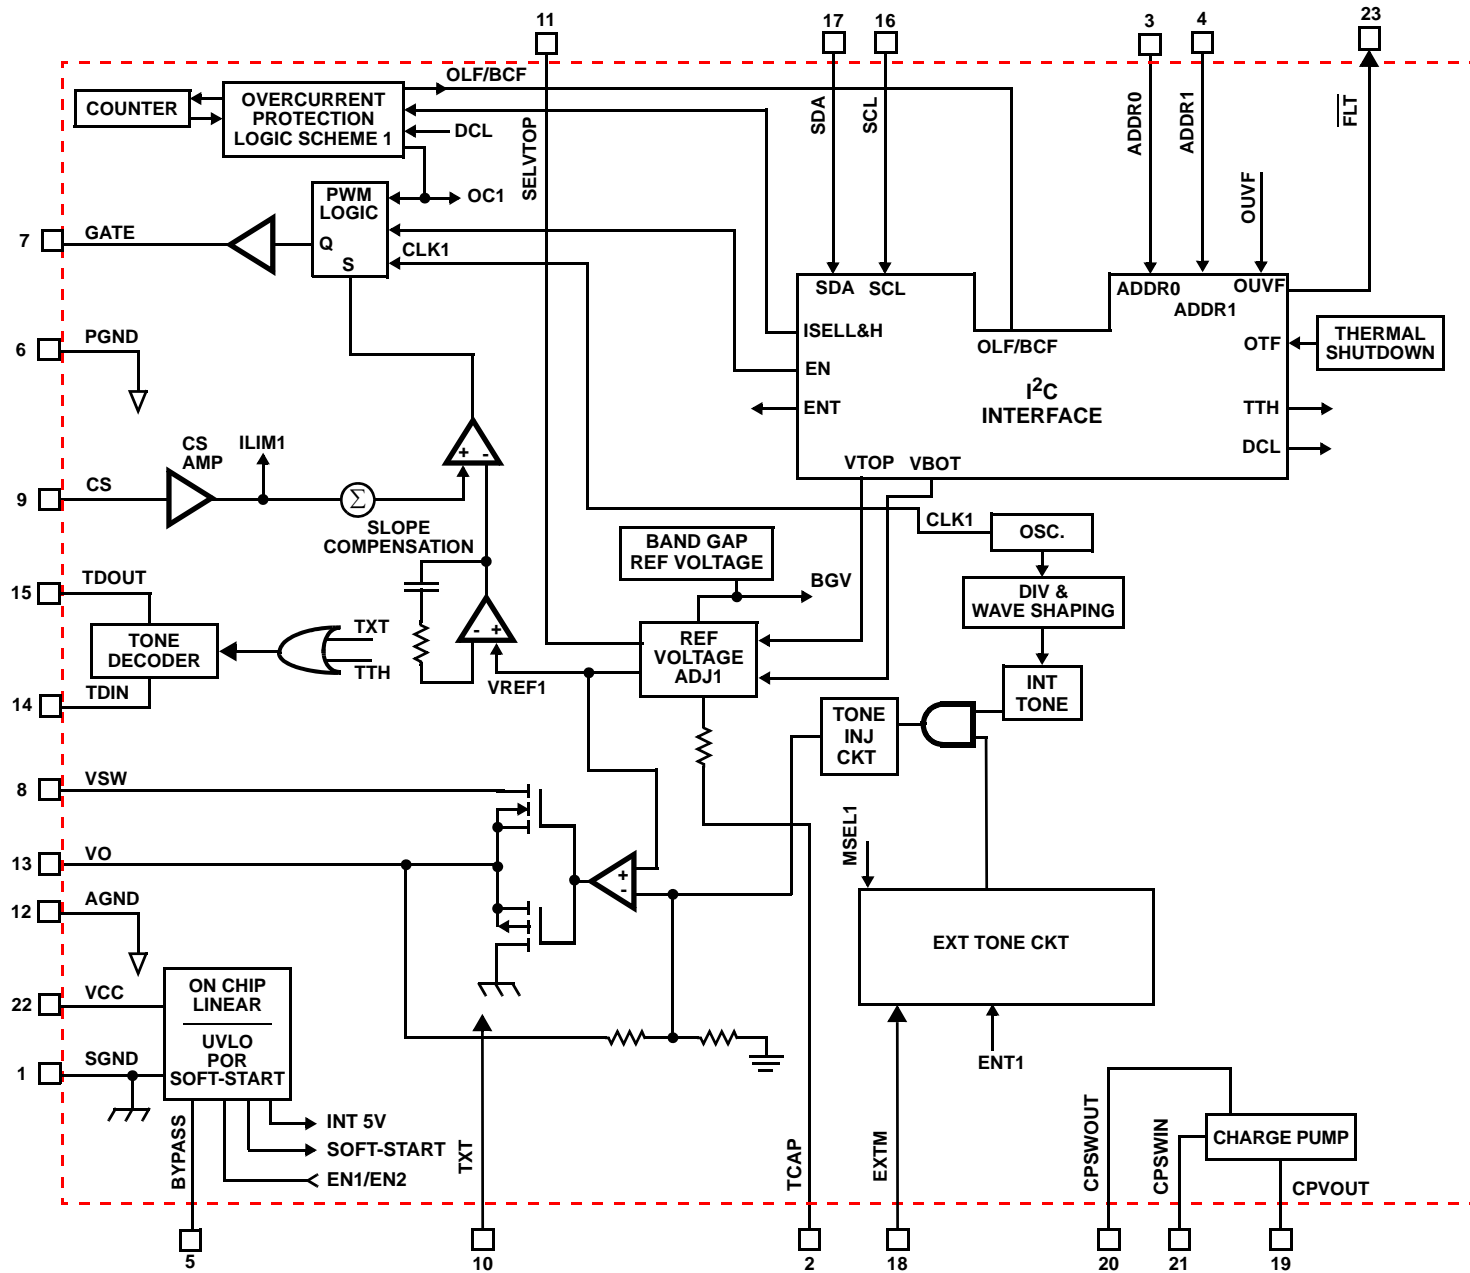 11
17
16
3
4
23
OLF/BCF
COUNTER
OVERCURRENT
PROTECTION
LOGIC SCHEME 1
DCL
SELVTOP
SDA
SCL
ADDR0
ADDR1
FLT
OUVF
PWM
LOGIC
OC1
Q
S
CLK1
7
GATE
SDA
SCL
ADDR0
ADDR1
OUVF
ISELL&H
OLF/BCF
OTF
THERMAL
SHUTDOWN
6
PGND
EN
ENT
I2C
INTERFACE
TTH
DCL
CS
AMP
ILIM1
+ -
VTOP
VBOT
9
CS
Σ
SLOPE
COMPENSATION
CLK1
OSC.
BAND GAP
REF VOLTAGE
BGV
15
TDOUT
DIV &
WAVE SHAPING
TONE
DECODER
TXT
TTH
- +
VREF1
REF
VOLTAGE
ADJ1
INT
TONE
14
TDIN
TONE
INJ
CKT
8
VSW
MSEL1
13
VO
+
-
12
AGND
EXT TONE CKT
22
VCC
ON CHIP
LINEAR
UVLO
POR
SOFT-START
1
SGND
ENT1
BYPASS
INT 5V
SOFT-START
EN1/EN2
TXT
TCAP
EXTM
CPSWOUT
CPSWIN
CHARGE PUMP
CPVOUT
5
10
2
18
20
21
19